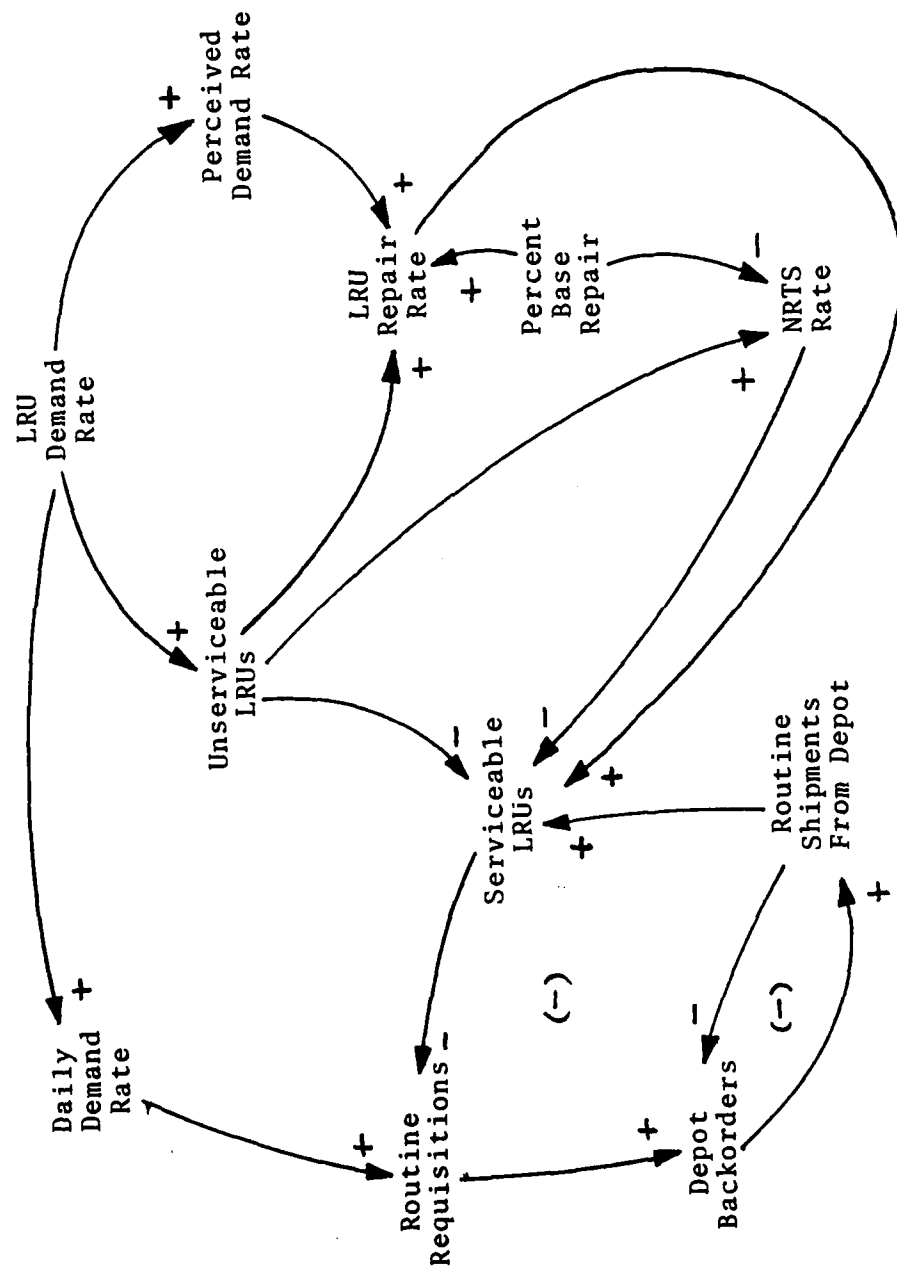 LRU
Demand
Rate
Daily
Demand
Rate
+
+
+
Unserviceable
LRUs
Perceived
Demand Rate
+
+
+
Routine
Requisitions −
LRU
Repair
Rate
−
+
Serviceable
LRUs
Percent
Base
Repair
(−)
−
+
+
+
−
+
−
Depot
Backorders
(−)
Routine
Shipments
From Depot
NRTS
Rate
+